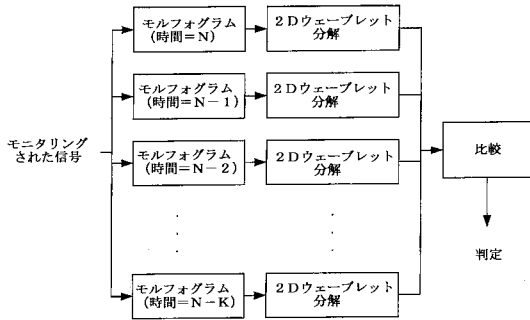 モルフォグラム
(時間＝N)
２Dウェーブレット
分解
モルフォグラム
(時間＝N－1)
２Dウェーブレット
分解
モニタリング
された信号
モルフォグラム
(時間＝N－2)
２Dウェーブレット
分解
比較
判定
モルフォグラム
(時間＝N－K)
２Dウェーブレット
分解